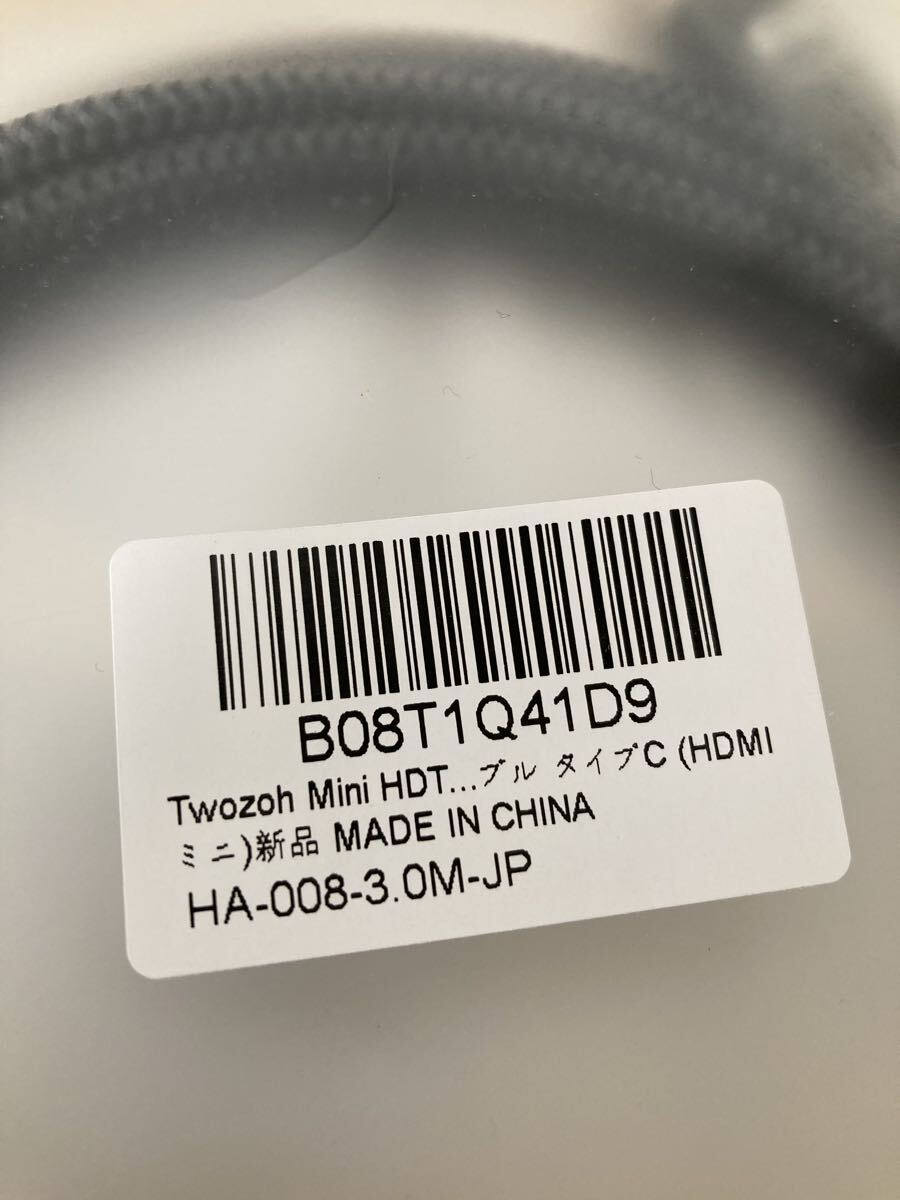 B08T1Q41D9
Twozoh Mini HDT...ブル タイプC (HDMI
ミニ)新品 MADE IN CHINA
HA-008-3.0M-JP